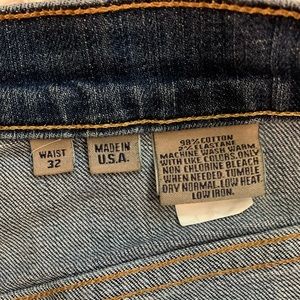 WAIST
32
MADE IN
U.S.A.
98% COTTON
2% ELASTANE
MACHINE WASH WARM
WITH LIKE COLORS. ONLY
NON CHLORINE BLEACH
WHEN NEEDED. TUMBLE
DRY NORMAL. LOW HEAT
LOW IRON.